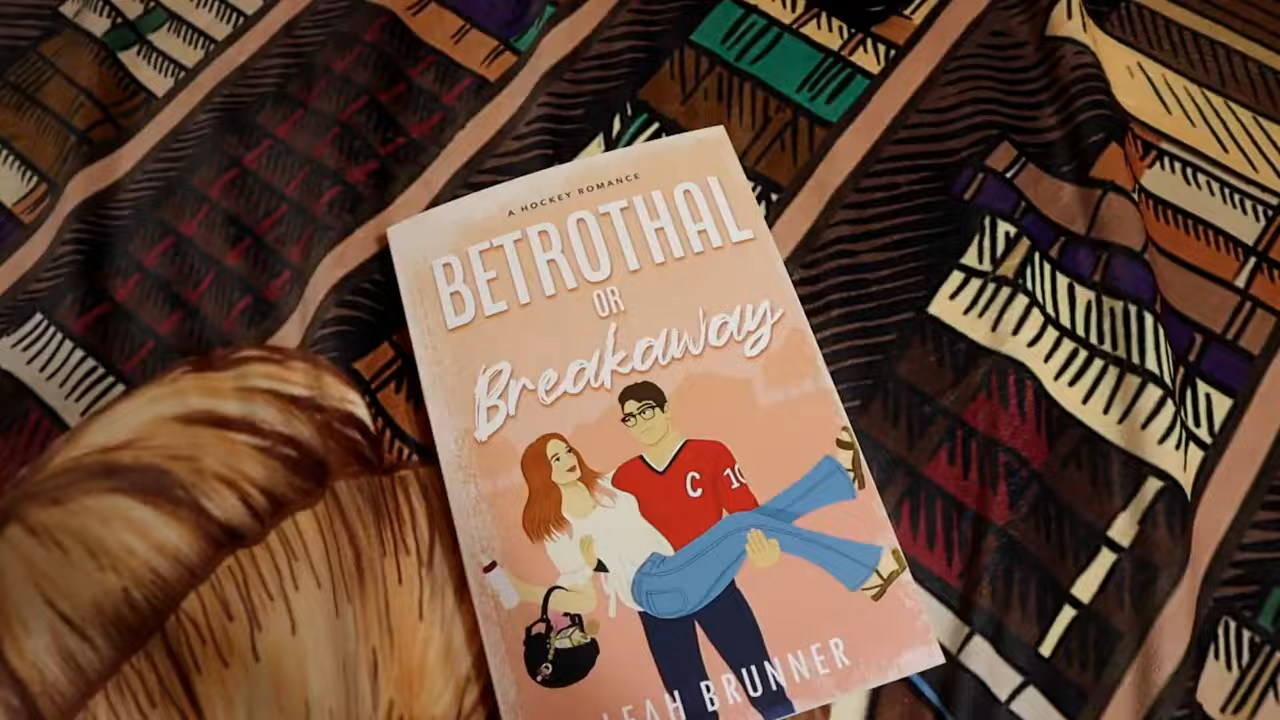 A HOCKEY ROMANCE
BETROTHAL
OR
Breakaway
C
10
LEAH BRUNNER